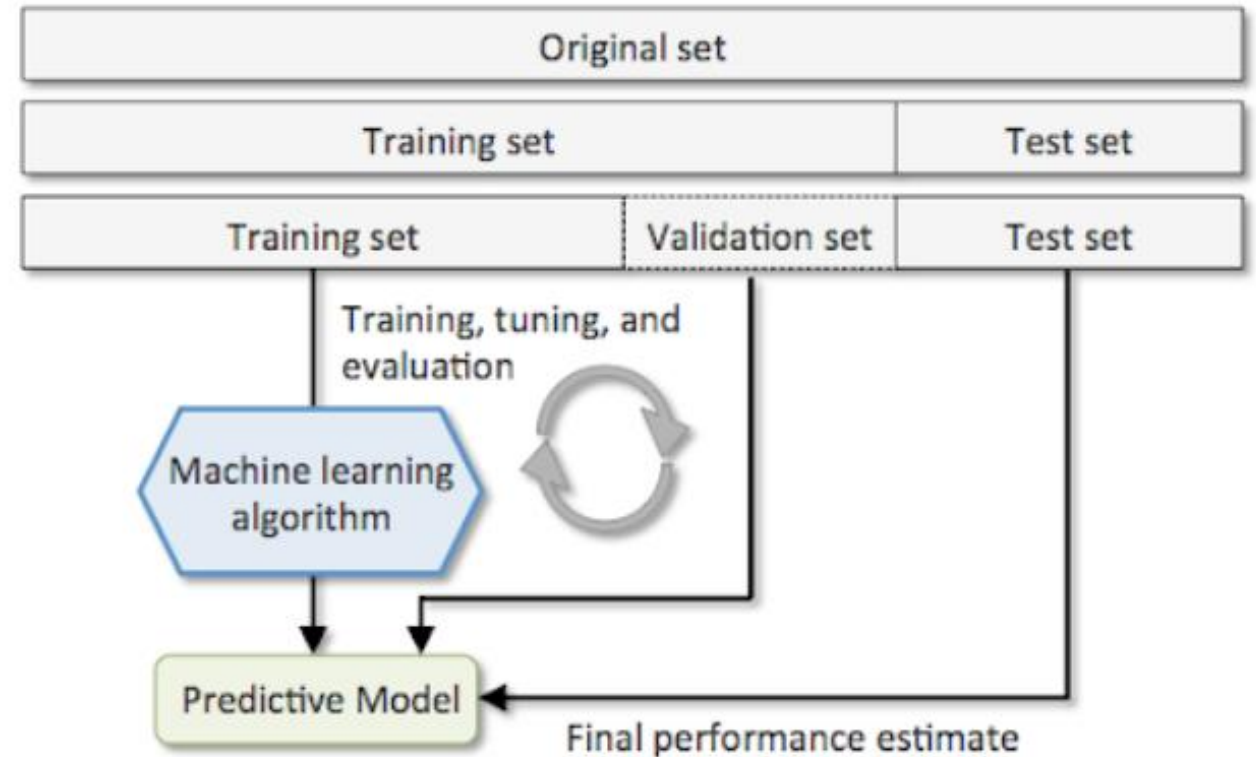 Original set
Training set
Test set
Training set
Validation set
Test set
Training, tuning, and
evaluation
Machine learning
algorithm
Predictive Model
Final performance estimate